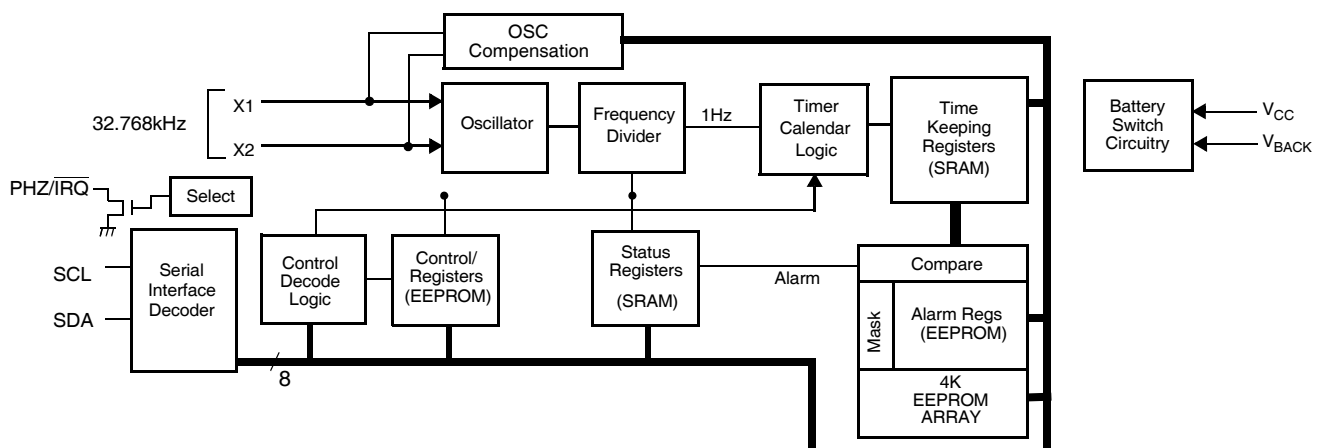 OSC
Compensation
32.768kHz
X1
X2
Oscillator
Frequency
Divider
1Hz
Timer
Calendar
Logic
Time
Keeping
Registers
(SRAM)
Battery
Switch
Circuitry
VCC
VBACK
PHZ/IRQ
Select
SCL
SDA
Serial
Interface
Decoder
Control
Decode
Logic
Control/
Registers
(EEPROM)
Status
Registers
(SRAM)
Alarm
Compare
Mask
Alarm Regs
(EEPROM)
4K
EEPROM
ARRAY
8